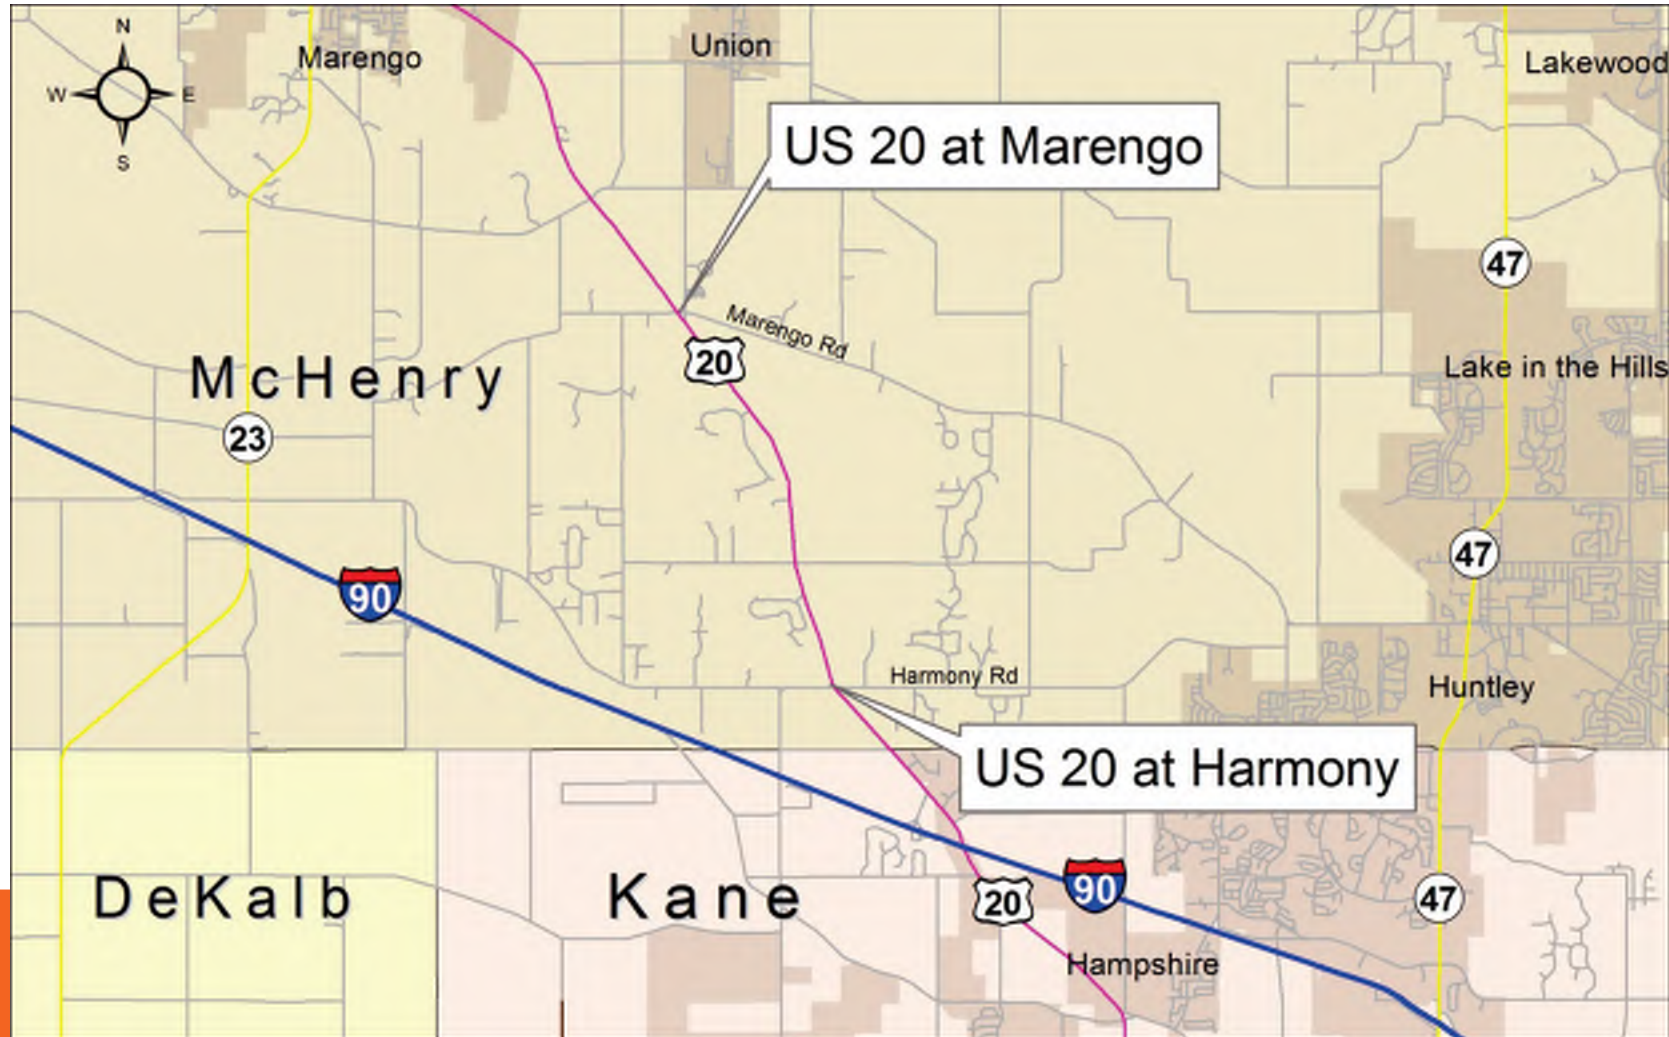 N
Marengo
Union
Lakewood
W
E
S
US 20 at Marengo
47
Marengo Rd
20
McHenry
Lake in the Hills
23
47
90
Harmony Rd
Huntley
US 20 at Harmony
DeKalb
Kane
20
90
47
Hampshire